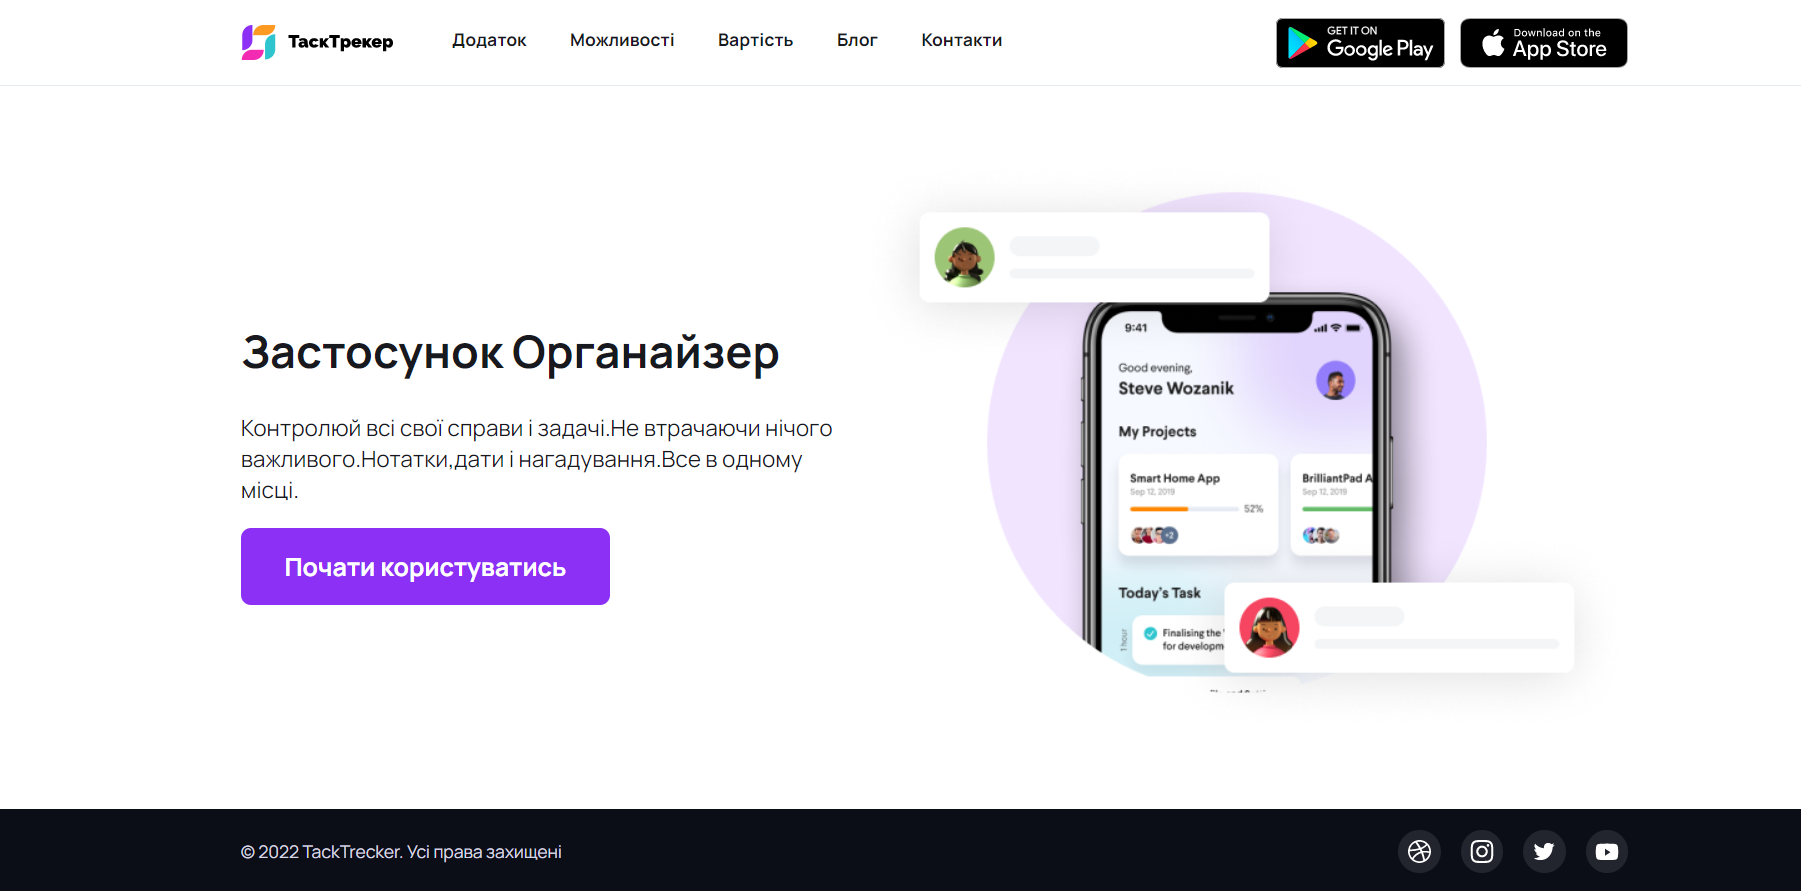 ТаскТрекер
Додаток
Можливості
Вартість
Блог
Контакти
GET IT ON
Google Play
Download on the
App Store
Застосунок Органайзер
Контролюй всі свої справи і задачі.Не втрачаючи нічого
важливого.Нотатки,дати і нагадування.Все в одному
місці.
Почати користуватись
9:41
Good evening,
Steve Wozanik
My Projects
Smart Home App
Sep 12, 2019
52%
+2
BrilliantPad A
Sep 12, 2019
Today's Task
1 hour
Finalising the
for developm
© 2022 TackTrecker. Усі права захищені